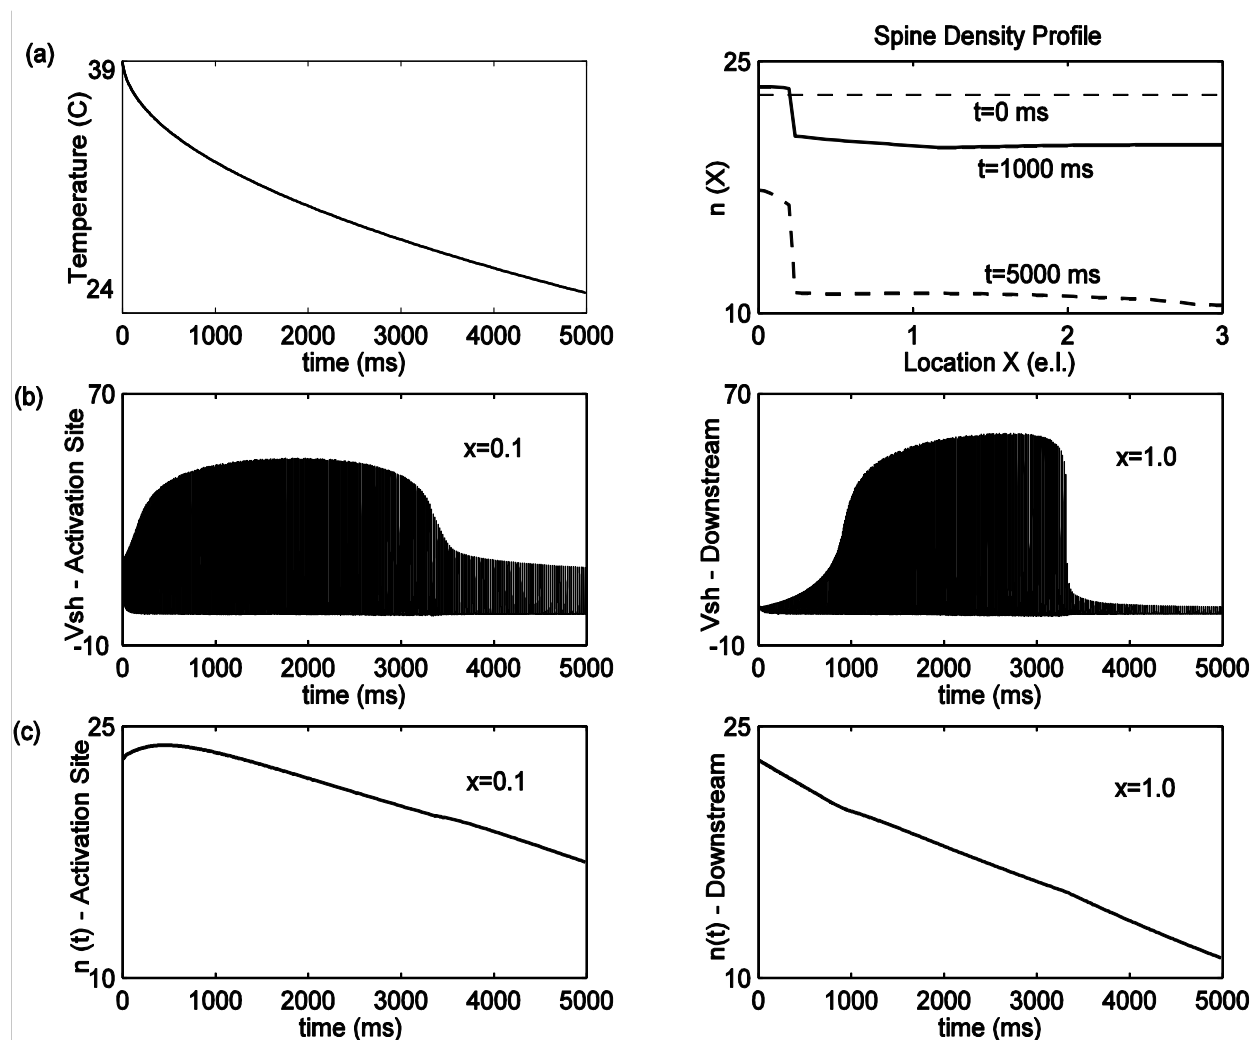 (a)
39
24
Temperature (C)
0 1000 2000 3000 4000 5000
time (ms)
Spine Density Profile
25
10
n (X)
t=0 ms
t=1000 ms
t=5000 ms
0 1 2 3
Location X (e.l.)
(b)
70
-10
Vsh - Activation Site
x=0.1
0 1000 2000 3000 4000 5000
time (ms)
70
-10
Vsh - Downstream
x=1.0
0 1000 2000 3000 4000 5000
time (ms)
(c)
25
10
n (t) - Activation Site
x=0.1
0 1000 2000 3000 4000 5000
time (ms)
25
10
n(t) - Downstream
x=1.0
0 1000 2000 3000 4000 5000
time (ms)